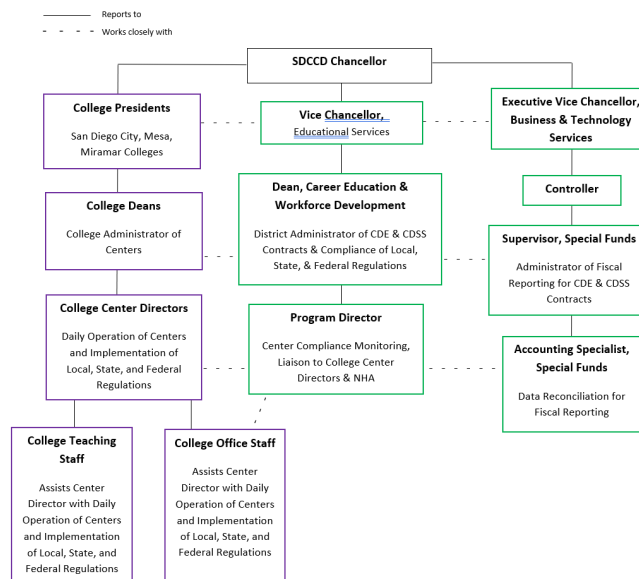 Reports to
Works closely with
SDCCD Chancellor
College Presidents
San Diego City, Mesa,
Miramar Colleges
Vice Chancellor,
Educational Services
Executive Vice Chancellor,
Business & Technology
Services
College Deans
College Administrator of
Centers
Dean, Career Education &
Workforce Development
District Administrator of CDE & CDSS
Contracts & Compliance of Local,
State, & Federal Regulations
Controller
Supervisor, Special Funds
Administrator of Fiscal
Reporting for CDE & CDSS
Contracts
College Center Directors
Daily Operation of Centers
and Implementation of
Local, State, and Federal
Regulations
Program Director
Center Compliance Monitoring,
Liaison to College Center
Directors & NHA
Accounting Specialist,
Special Funds
Data Reconciliation for
Fiscal Reporting
College Teaching
Staff
Assists Center
Director with Daily
Operation of Centers
and Implementation
of Local, State, and
Federal Regulations
College Office Staff
Assists Center
Director with Daily
Operation of Centers
and Implementation
of Local, State, and
Federal Regulations